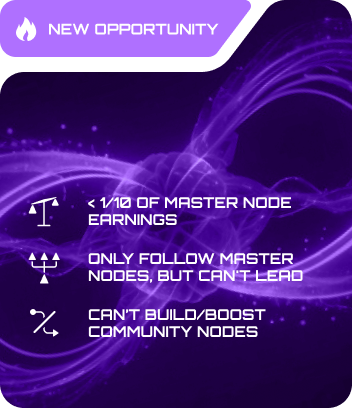 NEW OPPORTUNITY
< 1/10 OF MASTER NODE
EARNINGS
ONLY FOLLOW MASTER
NODES, BUT CAN'T LEAD
CAN'T BUILD/BOOST
COMMUNITY NODES